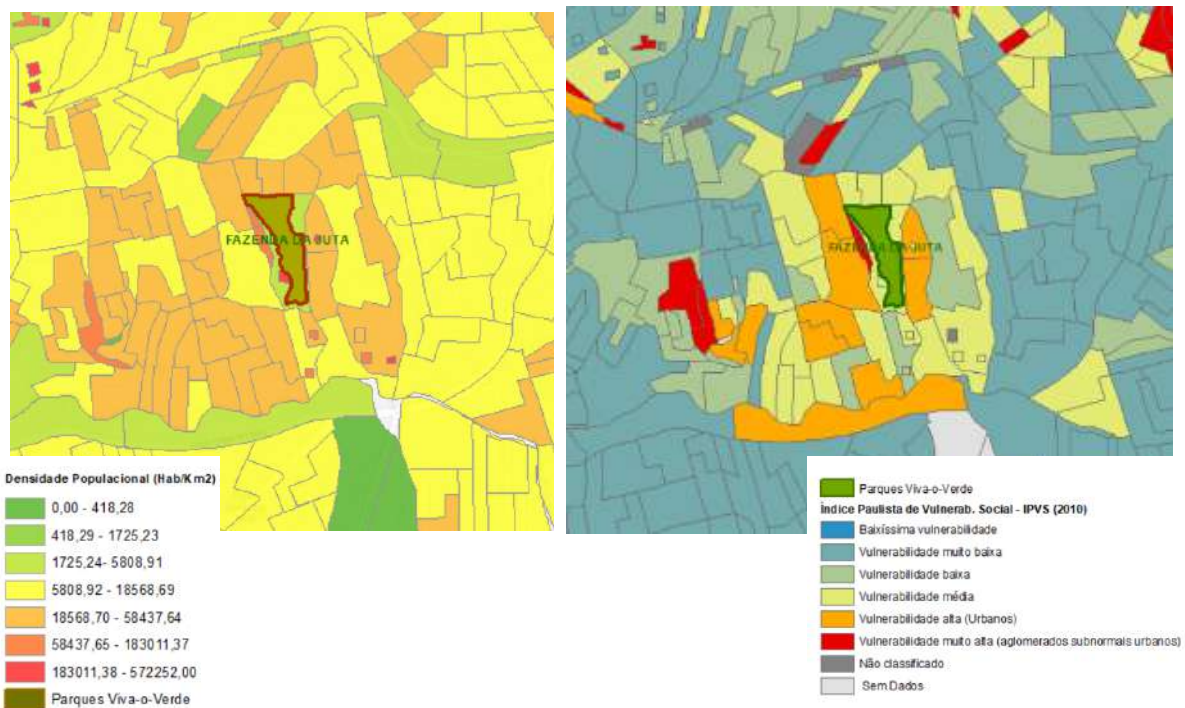 FAZENDA DA JUTA
FAZENDA DA JUTA
Densidade Populacional (Hab/Km2)
0,00 - 418,28
418,29 - 1725,23
1725,24- 5808,91
5808,92 - 18568,69
18568,70 - 58437,64
58437,65 - 183011,37
183011,38 - 572252,00
Parques Viva-o-Verde
Parques Viva-o-Verde
Índice Paulista de Vulnerab. Social - IPVS (2010)
Baixíssima vulnerabilidade
Vulnerabilidade muito baixa
Vulnerabilidade baixa
Vulnerabilidade média
Vulnerabilidade alta (Urbanos)
Vulnerabilidade muito alta (aglomerados subnormais urbanos)
Não classificado
Sem Dados